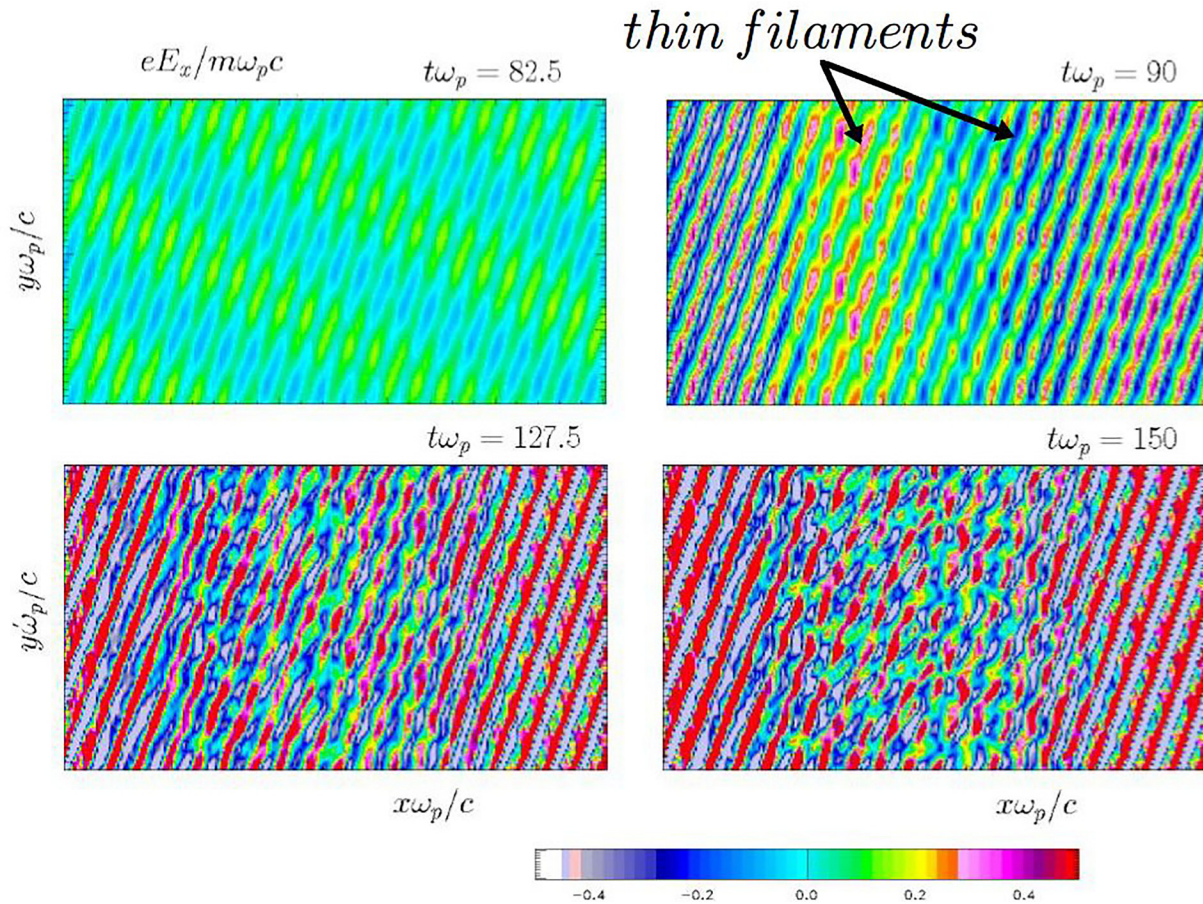 thin filaments
eEₓ/mωₚc
tωₚ = 82.5
tωₚ = 90
yωₚ/c
tωₚ = 127.5
tωₚ = 150
y′ωₚ/c
xωₚ/c
xωₚ/c
−0.4 −0.2 0.0 0.2 0.4